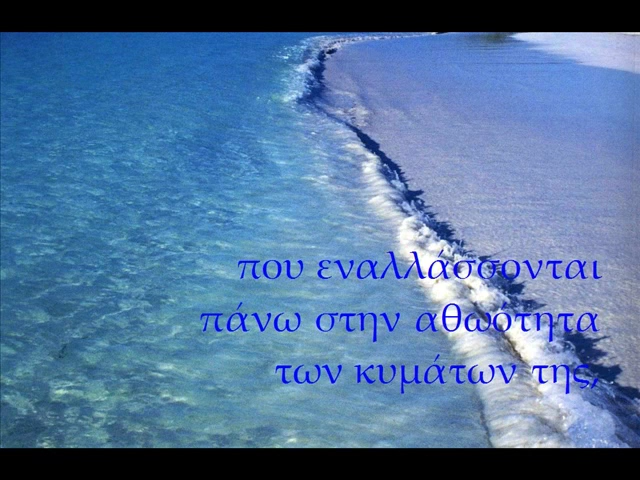 που εναλλάσσονται
πάνω στην αθωότητα
των κυμάτων της,